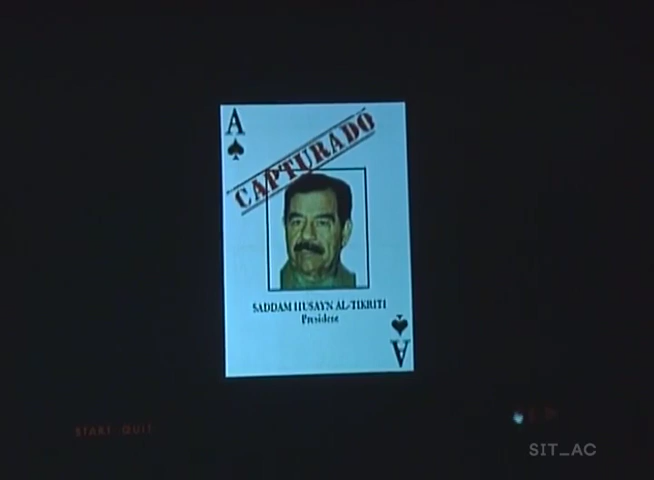 A
CAPTURADO
SADDAM HUSAYN AL-TIKRITI
President
A
START QUIT
SIT_AC